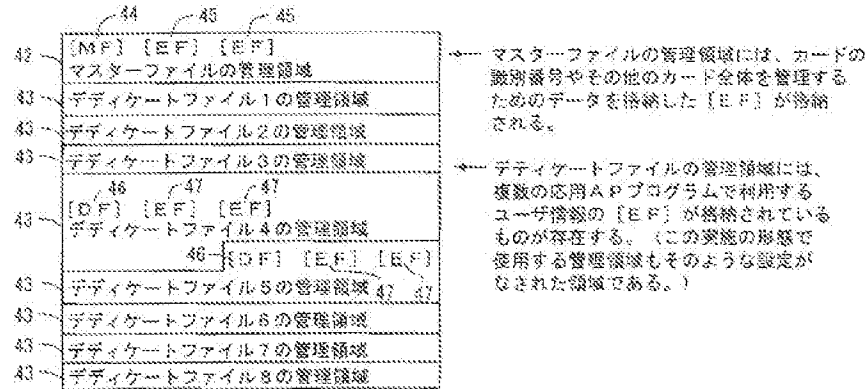 44 45 45
42 [MF] [EF] [EF]
マスターファイルの管理領域
43 デディケートファイル1の管理領域
43 デディケートファイル2の管理領域
43 デディケートファイル3の管理領域
46 47 47
[DF] [EF] [EF]
43 デディケートファイル4の管理領域
46 [DF] [EF] [EF]
43 デディケートファイル5の管理領域 47 47
43 デディケートファイル6の管理領域
43 デディケートファイル7の管理領域
43 デディケートファイル8の管理領域
マスターファイルの管理領域には、カードの
識別番号やその他のカード全体を管理する
ためのデータを格納した[EF]が格納
される。
デディケートファイルの管理領域には、
複数の応用APプログラムで利用する
ユーザ情報の[EF]が格納されている
ものが存在する。(この実施の形態で
使用する管理領域もそのような設定が
なされた領域である。)